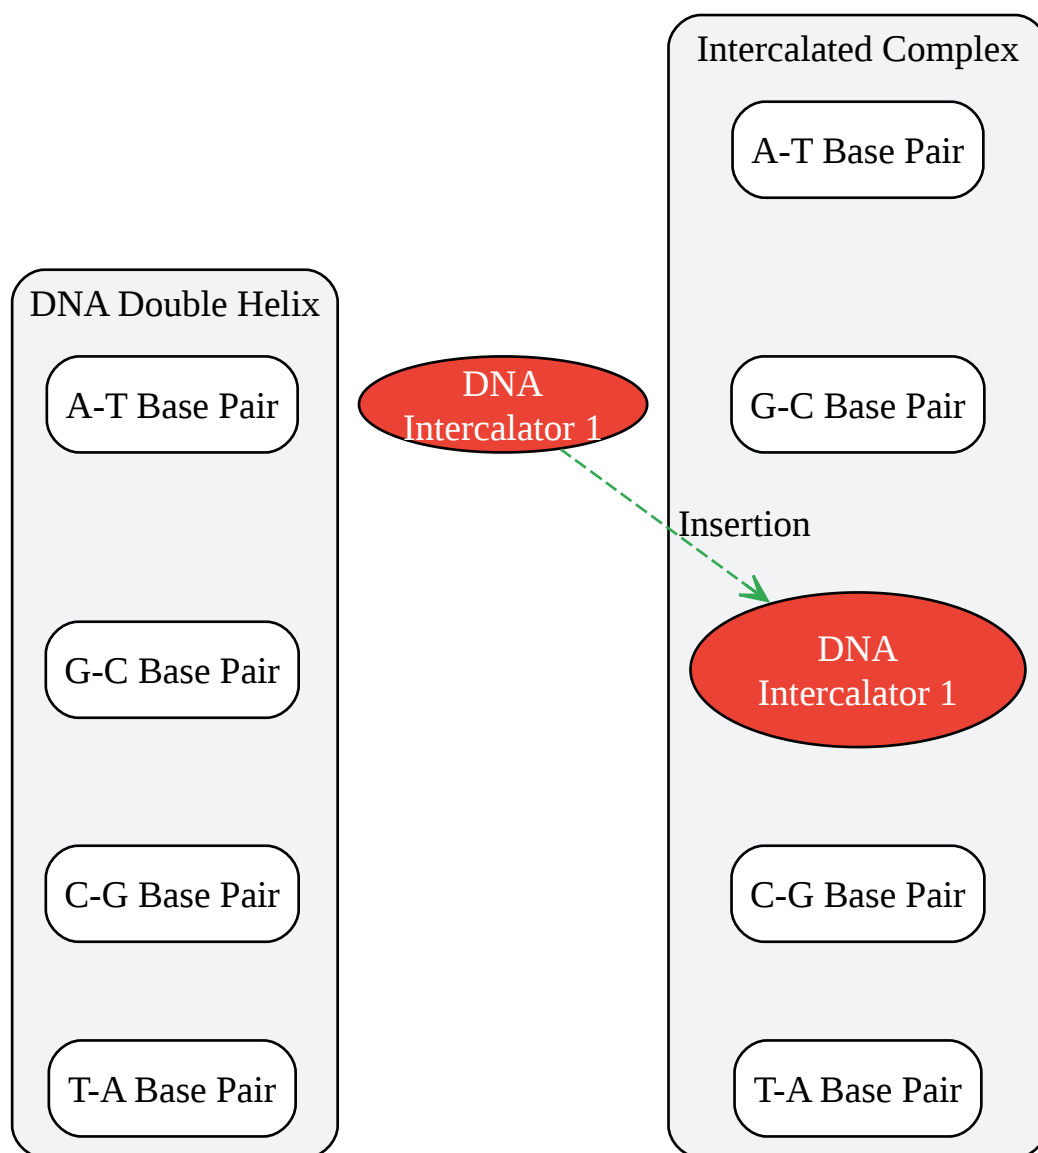 DNA Double Helix
A-T Base Pair
G-C Base Pair
C-G Base Pair
T-A Base Pair
DNA
Intercalator 1
Insertion
Intercalated Complex
A-T Base Pair
G-C Base Pair
DNA
Intercalator 1
C-G Base Pair
T-A Base Pair